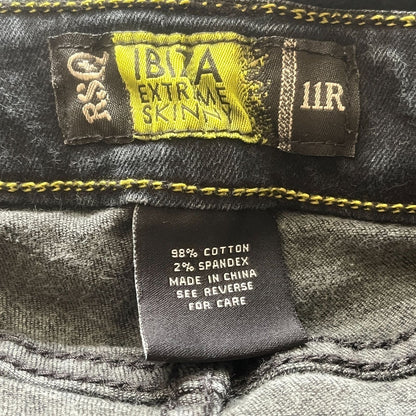 RSQ
IBIZA
EXTREME
SKINNY
11R
98% COTTON
2% SPANDEX
MADE IN CHINA
SEE REVERSE
FOR CARE